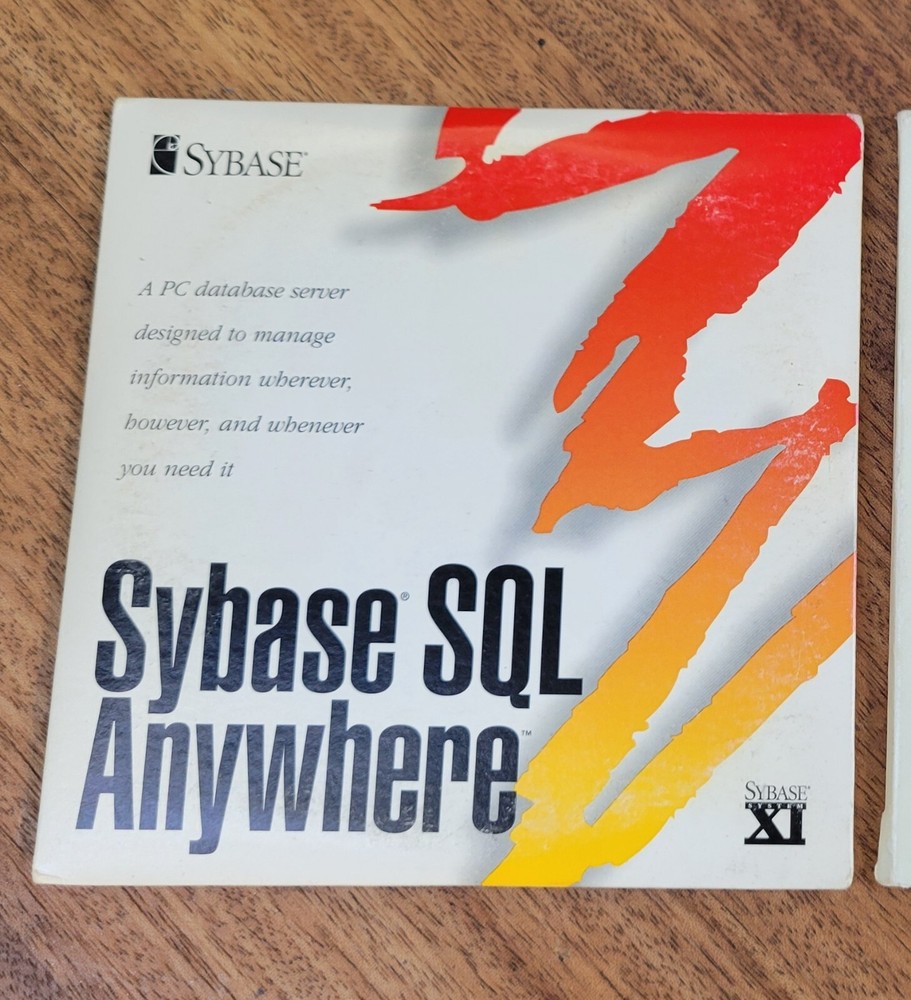 SYBASE®
A PC database server
designed to manage
information wherever,
however, and whenever
you need it
Sybase® SQL
Anywhere™
SYBASE®
SYSTEM
XI